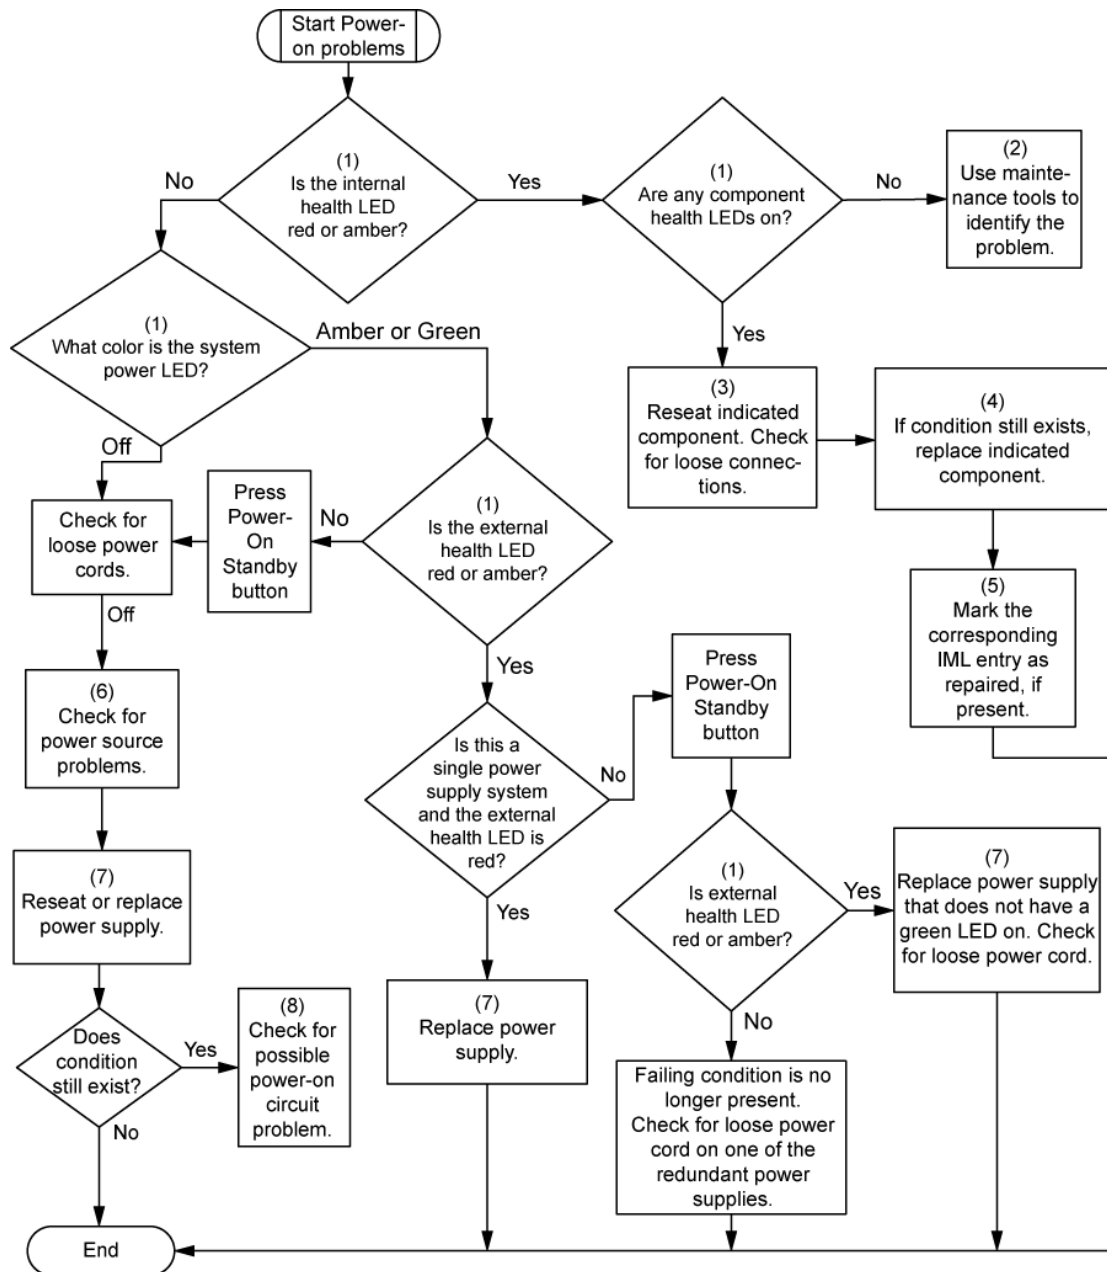 Start Power-
on problems
(1)
Is the internal
health LED
red or amber?
No
Yes
(1)
Are any component
health LEDs on?
No
(2)
Use mainte-
nance tools to
identify the
problem.
(1)
What color is the system
power LED?
Amber or Green
Yes
(3)
Reseat indicated
component. Check
for loose connec-
tions.
(4)
If condition still exists,
replace indicated
component.
Off
Check for
loose power
cords.
Press
Power-
On
Standby
button
No
(1)
Is the external
health LED
red or amber?
(5)
Mark the
corresponding
IML entry as
repaired, if
present.
Off
Yes
(6)
Check for
power source
problems.
Is this a
single power
supply system
and the external
health LED is
red?
No
Press
Power-On
Standby
button
(7)
Reseat or replace
power supply.
Yes
(1)
Is external
health LED
red or amber?
Yes
(7)
Replace power supply
that does not have a
green LED on. Check
for loose power cord.
Does
condition
still exist?
Yes
(8)
Check for
possible
power-on
circuit
problem.
(7)
Replace power
supply.
No
Failing condition is no
longer present.
Check for loose power
cord on one of the
redundant power
supplies.
No
End